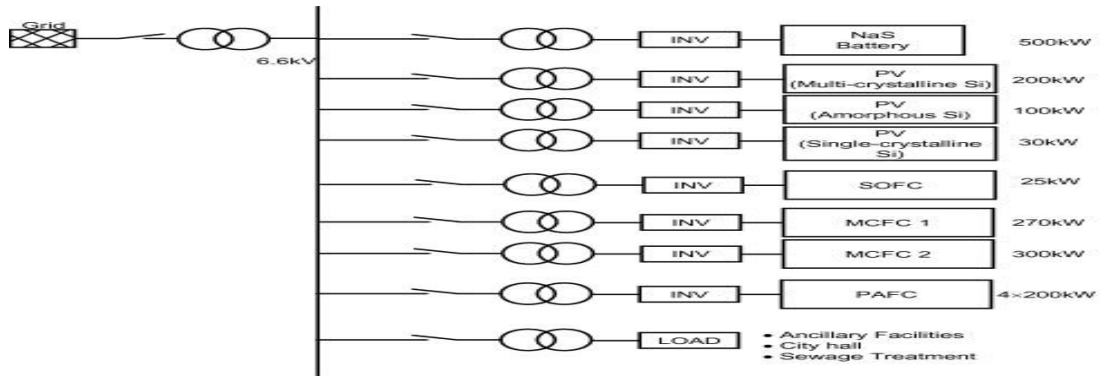 Grid
6.6kV
INV
NaS
Battery
500kW
INV
PV
(Multi-crystalline Si)
200kW
INV
PV
(Amorphous Si)
100kW
INV
PV
(Single-crystalline
Si)
30kW
INV
SOFC
25kW
INV
MCFC 1
270kW
INV
MCFC 2
300kW
INV
PAFC
4×200kW
LOAD
• Ancillary Facilities
• City hall
• Sewage Treatment